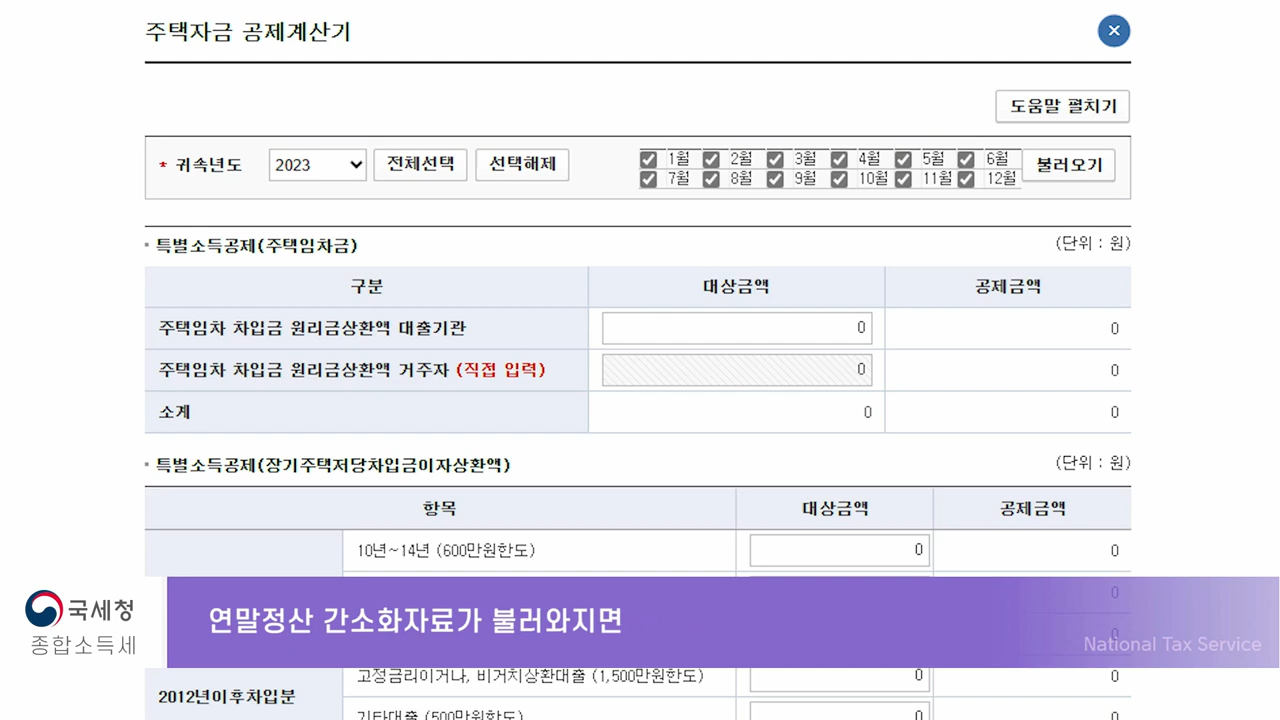 주택자금 공제계산기
도움말 펼치기
* 귀속년도 2023 전체선택 선택해제 1월 2월 3월 4월 5월 6월 불러오기
7월 8월 9월 10월 11월 12월
특별소득공제(주택임차금) (단위 : 원)
구분 대상금액 공제금액
주택임차 차입금 원리금상환액 대출기관 0 0
주택임차 차입금 원리금상환액 거주자 (직접 입력) 0 0
소계 0 0
특별소득공제(장기주택저당차입금이자상환액) (단위 : 원)
항목 대상금액 공제금액
10년~14년 (600만원한도) 0 0
0
국세청
종합소득세
연말정산 간소화자료가 불러와지면
0
National Tax Service
고정금리이거나, 비거치상환대출 (1,500만원한도) 0 0
2012년이후차입분
기타대출 (500만원한도) 0 0